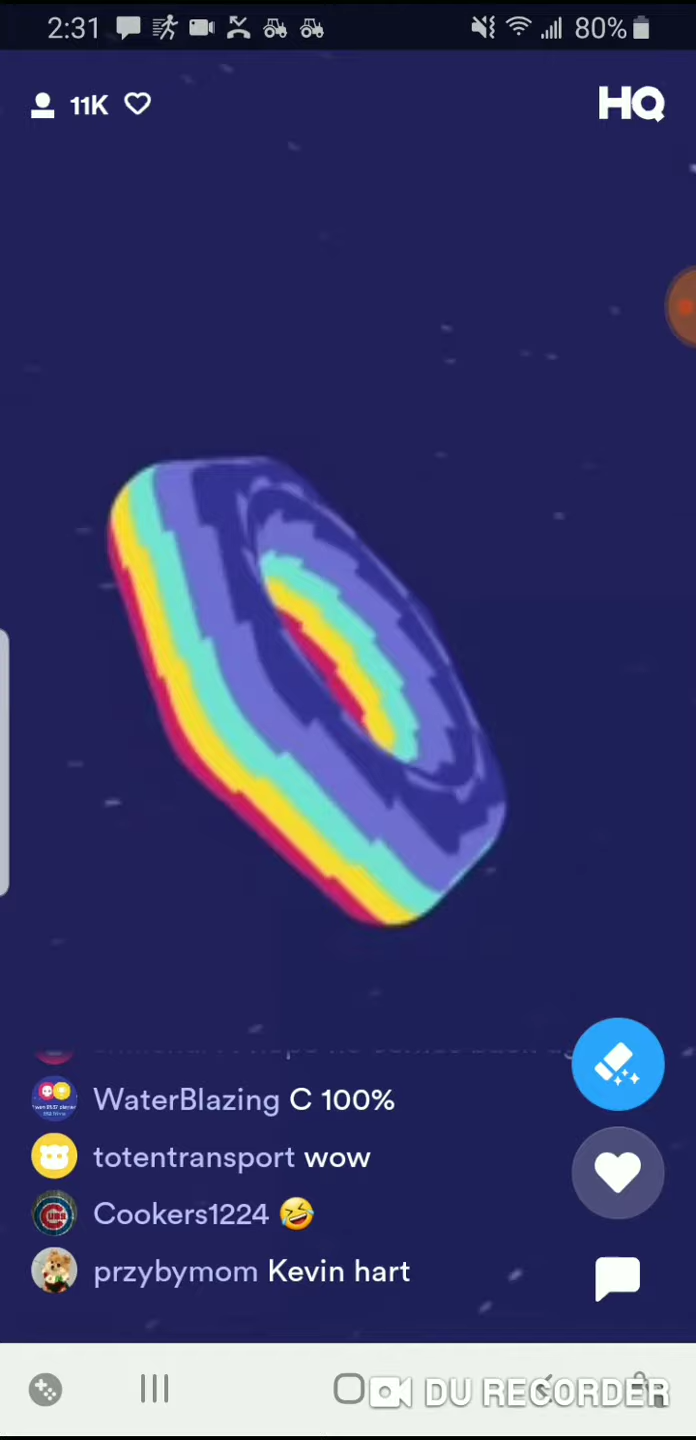 2:31
80%
11K
HQ
WaterBlazing C 100%
totentransport wow
Cookers1224 🤣
przybymom Kevin hart
DU RECORDER